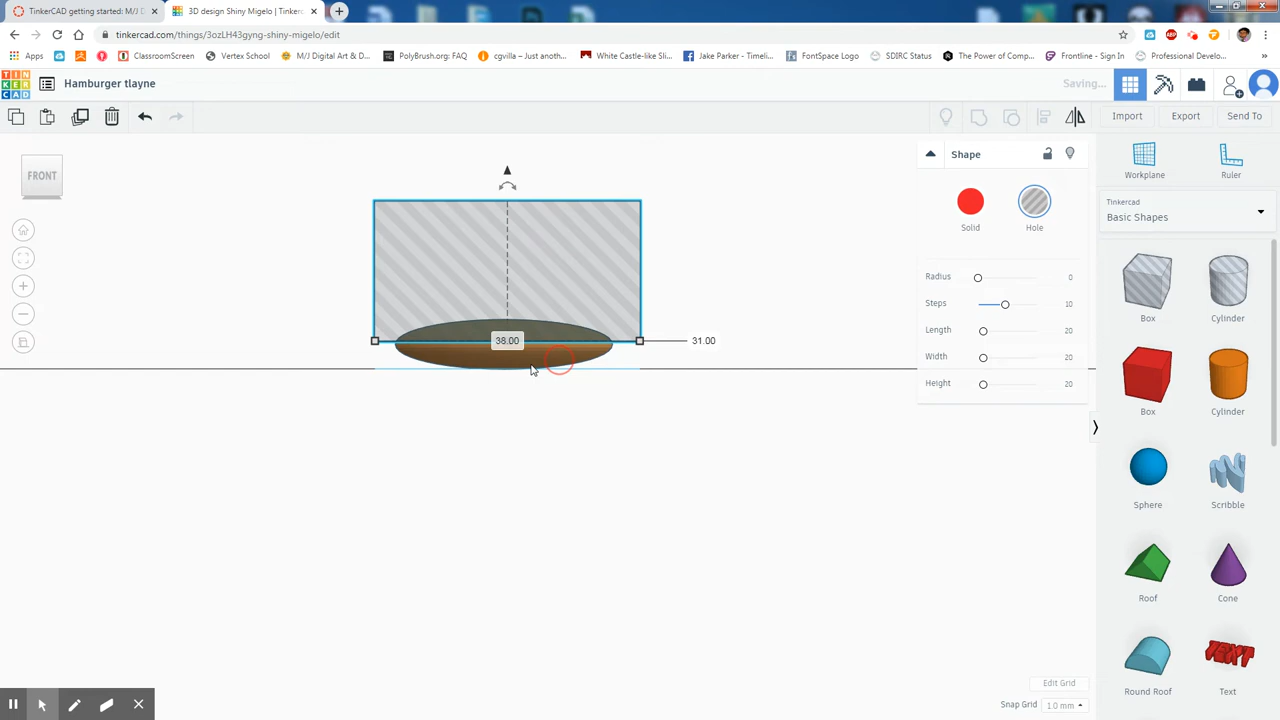 TinkerCAD getting started: M/J D
3D design Shiny Migelo | Tinkerc
tinkercad.com/things/3ozLH43gyng-shiny-migelo/edit
Apps ClassroomScreen Vertex School M/J Digital Art & D... PolyBrush.org: FAQ cgvilla – Just anoth... White Castle-like Sli... Jake Parker - Timeli... FontSpace Logo SDIRC Status The Power of Comp... Frontline - Sign In Professional Develo...
TIN
KER
CAD
Hamburger tlayne
Saving...
Import Export Send To
FRONT
Shape
Solid Hole
Radius 0
Steps 10
Length 20
Width 20
Height 20
38.00 31.00
Workplane Ruler
Tinkercad
Basic Shapes
Box Cylinder
Box Cylinder
Sphere Scribble
Roof Cone
TEXT
Round Roof Text
Edit Grid
Snap Grid 1.0 mm